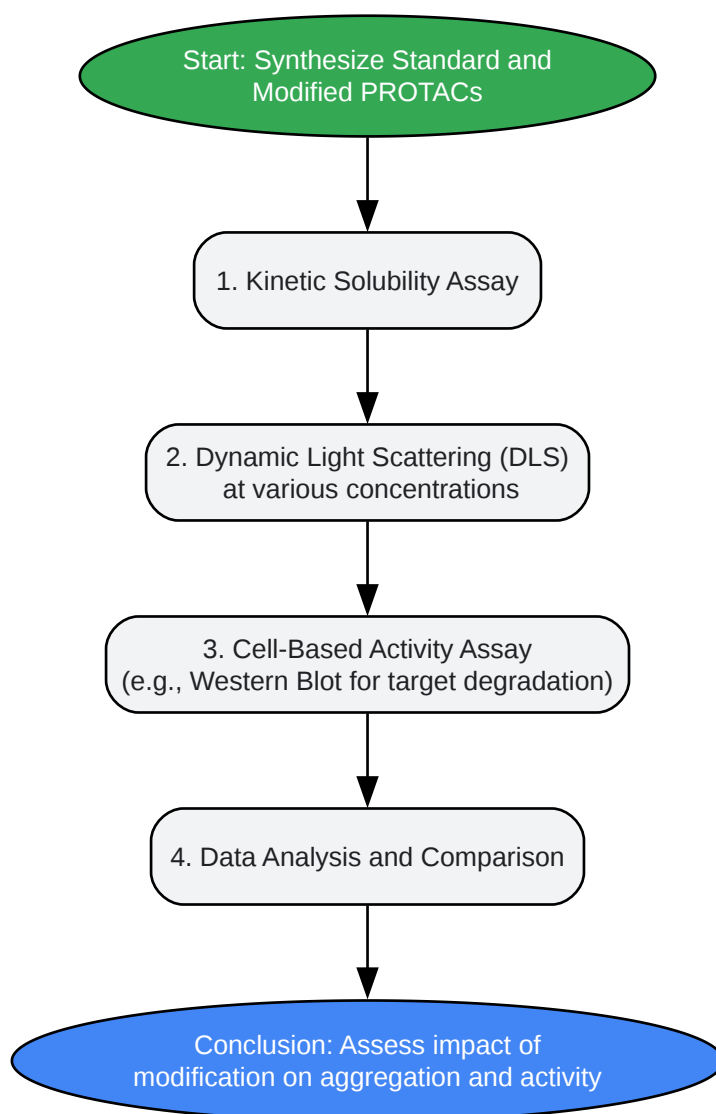 Start: Synthesize Standard and
Modified PROTACs
1. Kinetic Solubility Assay
2. Dynamic Light Scattering (DLS)
at various concentrations
3. Cell-Based Activity Assay
(e.g., Western Blot for target degradation)
4. Data Analysis and Comparison
Conclusion: Assess impact of
modification on aggregation and activity